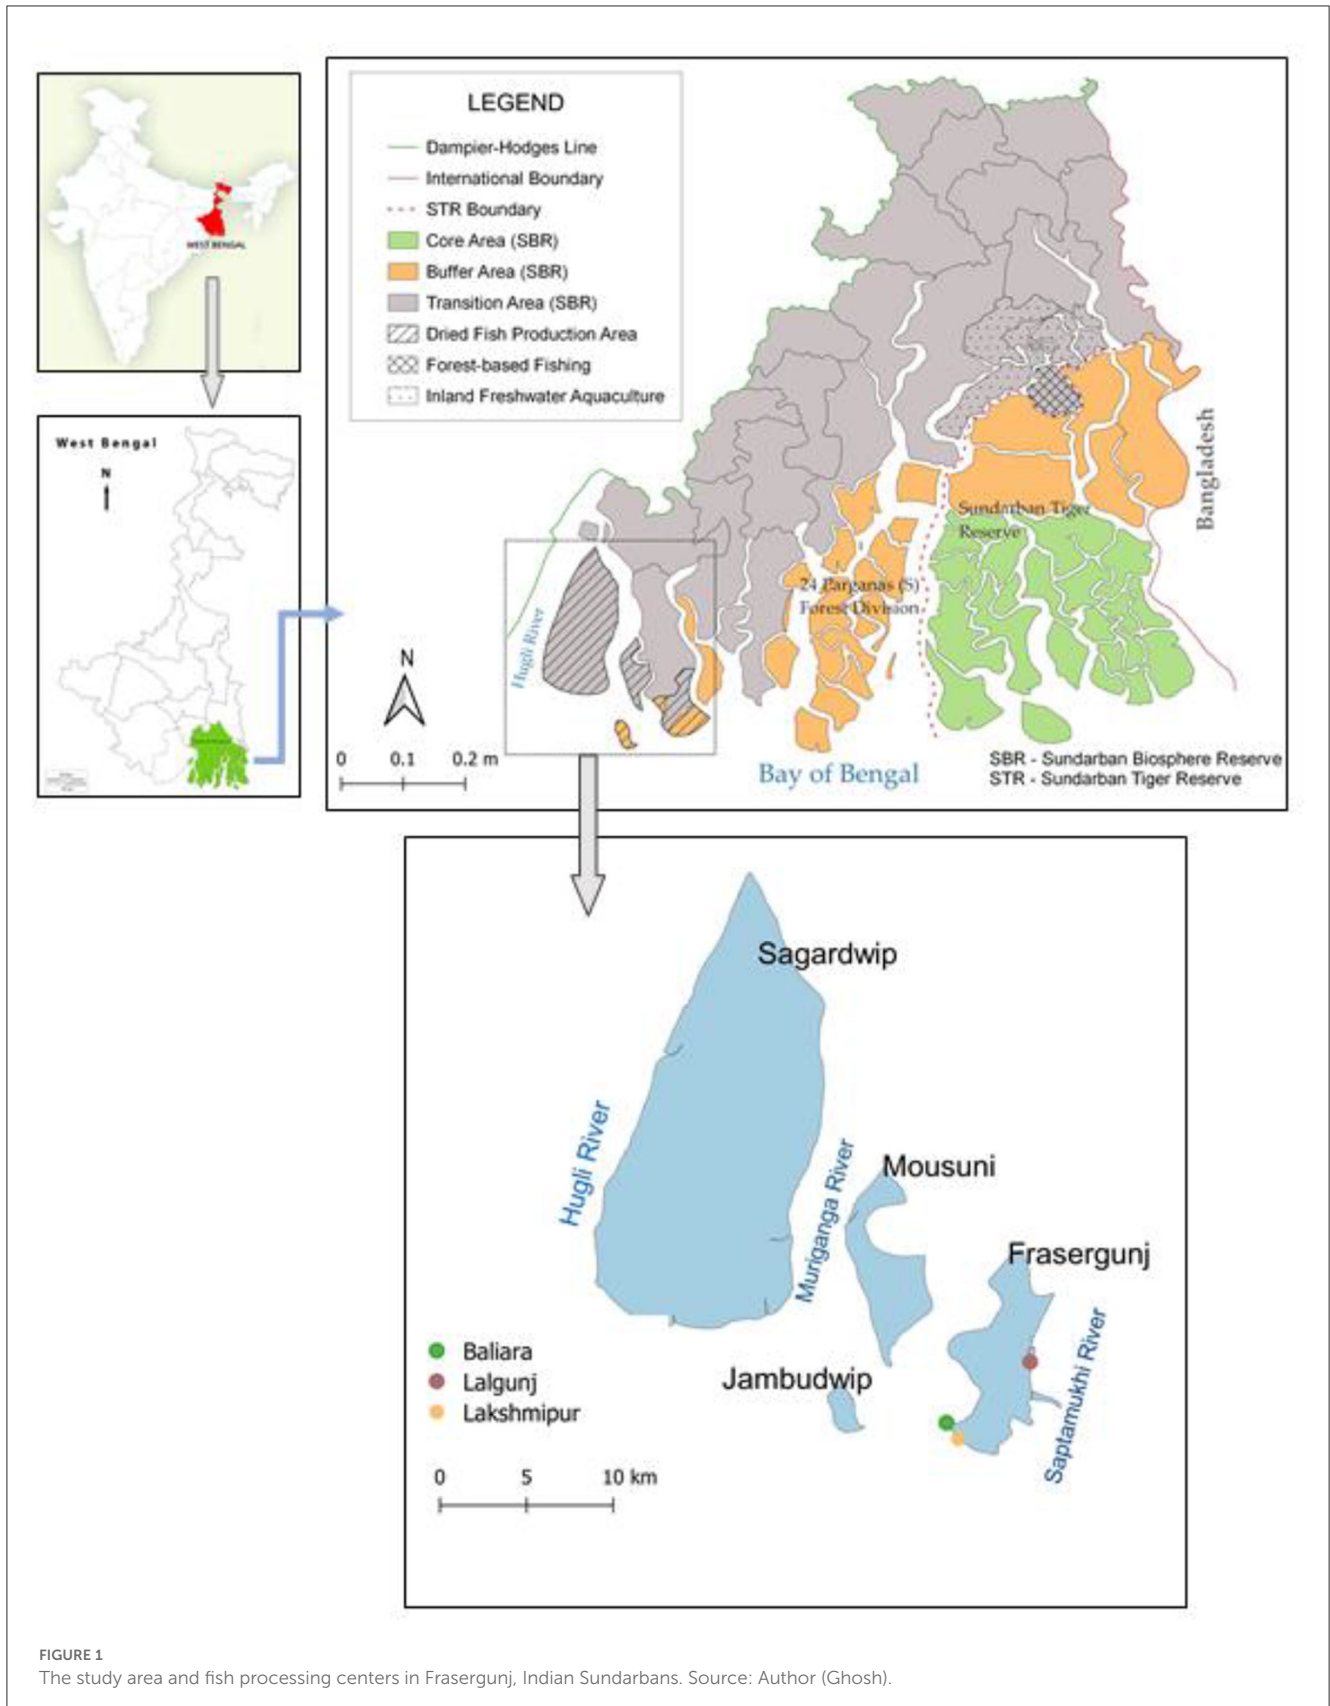 WEST BENGAL
West Bengal
N
LEGEND
Dampier-Hodges Line
International Boundary
STR Boundary
Core Area (SBR)
Buffer Area (SBR)
Transition Area (SBR)
Dried Fish Production Area
Forest-based Fishing
Inland Freshwater Aquaculture
Bangladesh
Sundarban Tiger
Reserve
24 Parganas (S)
Forest Division
Hugli River
N
0 0.1 0.2 m
Bay of Bengal
SBR - Sundarban Biosphere Reserve
STR - Sundarban Tiger Reserve
Sagardwip
Hugli River
Muriganga River
Mousuni
Frasergunj
Saptamukhi River
Jambudwip
Baliara
Lalgunj
Lakshmipur
0 5 10 km
FIGURE 1
The study area and fish processing centers in Frasergunj, Indian Sundarbans. Source: Author (Ghosh).